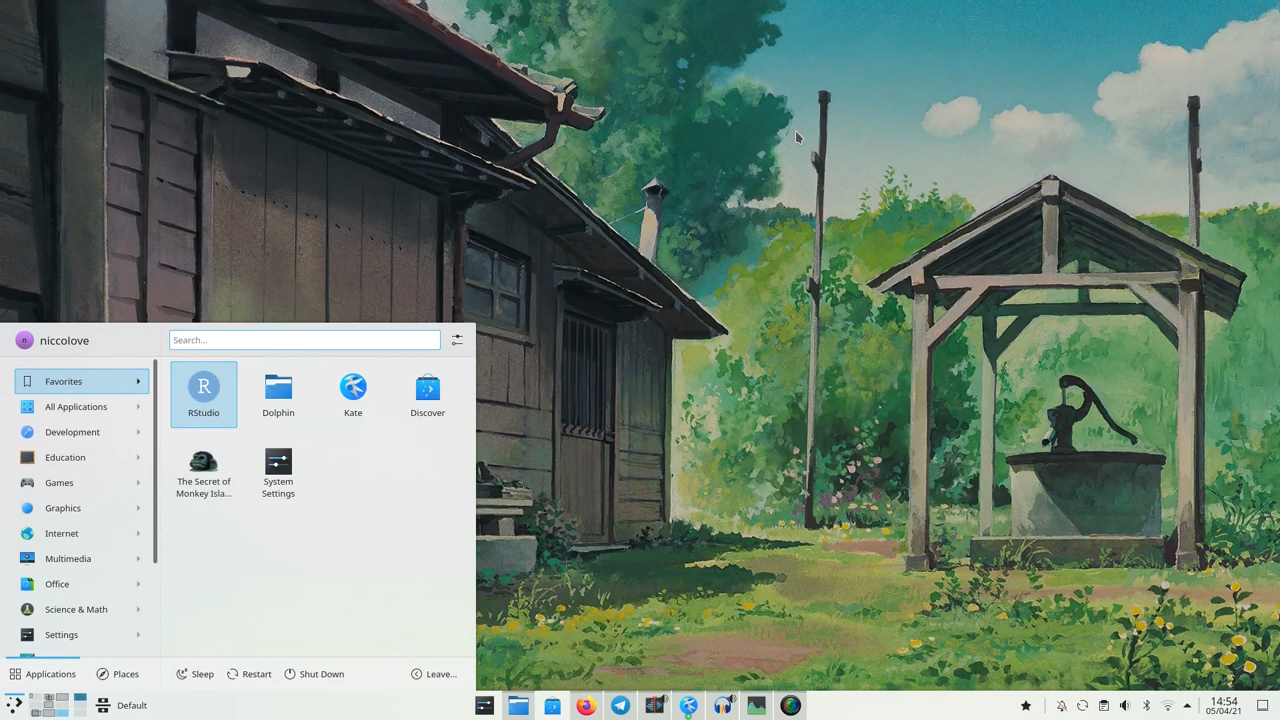 niccolove
Search...
Favorites
All Applications
Development
Education
Games
Graphics
Internet
Multimedia
Office
Science & Math
Settings
R
RStudio
Dolphin
Kate
Discover
The Secret of
Monkey Isla...
System
Settings
Applications
Places
Sleep
Restart
Shut Down
Leave...
Default
14:54
05/04/21